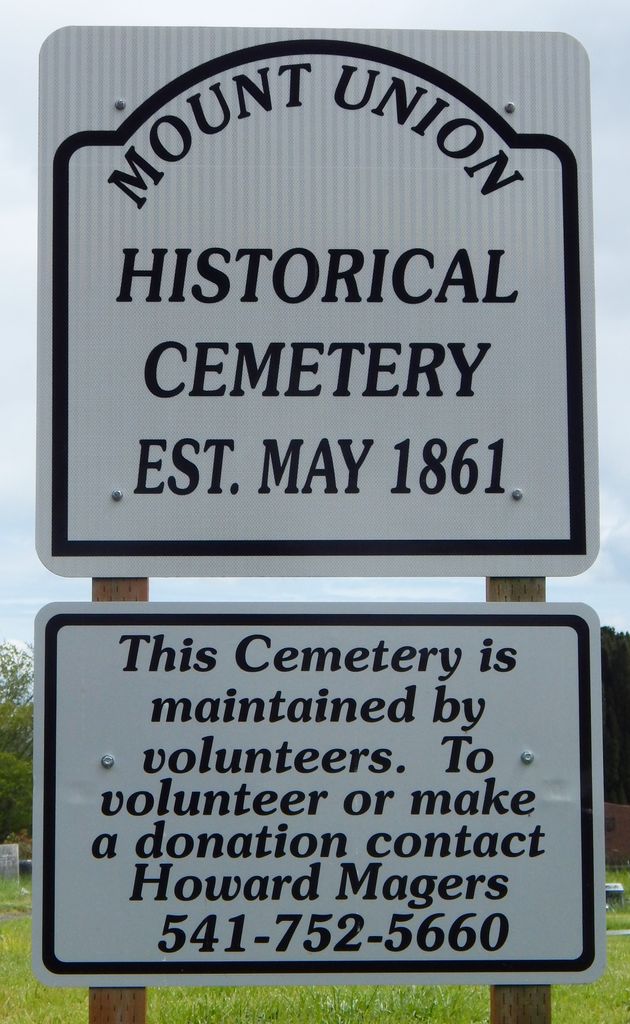 MOUNT UNION
HISTORICAL
CEMETERY
EST. MAY 1861
This Cemetery is
maintained by
volunteers. To
volunteer or make
a donation contact
Howard Magers
541-752-5660